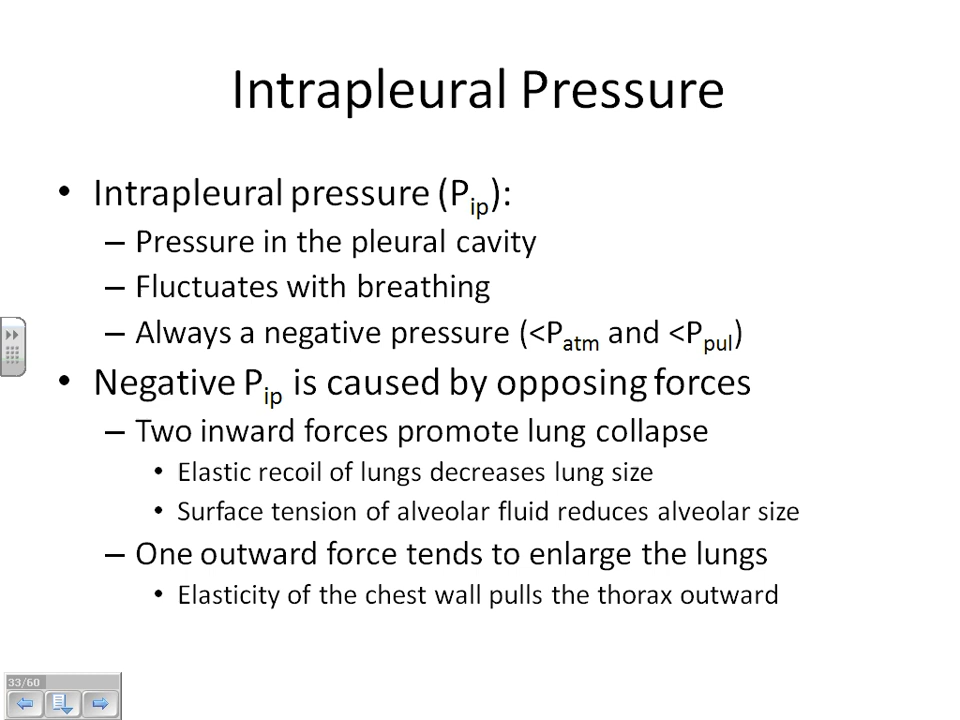 Intrapleural Pressure
• Intrapleural pressure (Pip):
– Pressure in the pleural cavity
– Fluctuates with breathing
– Always a negative pressure (<Patm and <Ppul)
• Negative Pip is caused by opposing forces
– Two inward forces promote lung collapse
• Elastic recoil of lungs decreases lung size
• Surface tension of alveolar fluid reduces alveolar size
– One outward force tends to enlarge the lungs
• Elasticity of the chest wall pulls the thorax outward
33/60